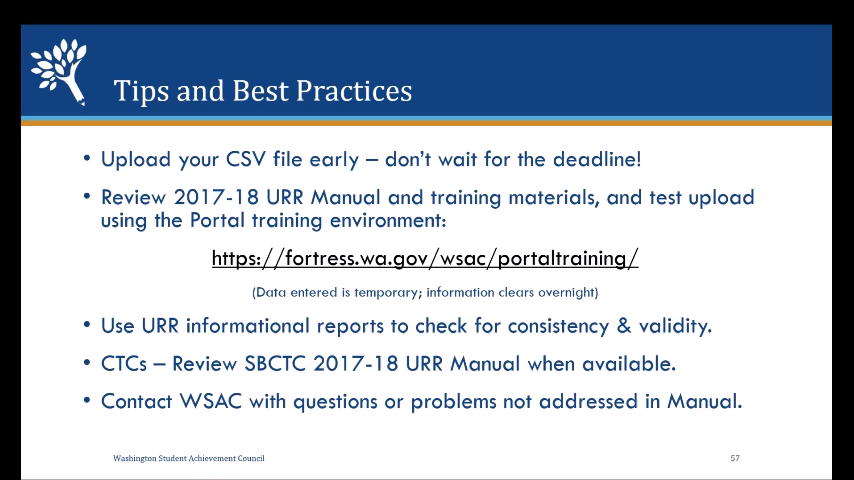 Tips and Best Practices
• Upload your CSV file early – don't wait for the deadline!
• Review 2017-18 URR Manual and training materials, and test upload
using the Portal training environment:
https://fortress.wa.gov/wsac/portaltraining/
(Data entered is temporary; information clears overnight)
• Use URR informational reports to check for consistency & validity.
• CTCs – Review SBCTC 2017-18 URR Manual when available.
• Contact WSAC with questions or problems not addressed in Manual.
Washington Student Achievement Council
57